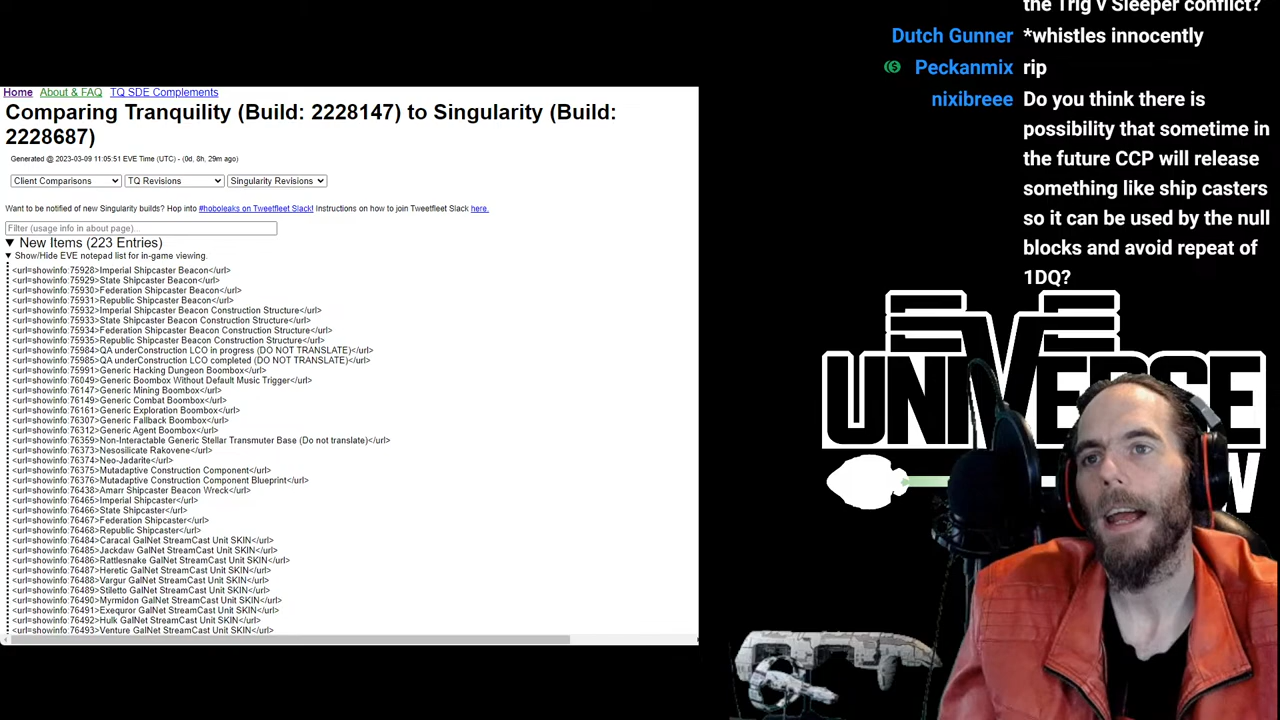 the Trig v Sleeper conflict?
Dutch Gunner *whistles innocently
Peckanmix rip
nixibreee Do you think there is
possibility that sometime in
the future CCP will release
something like ship casters
so it can be used by the null
blocks and avoid repeat of
1DQ?
Home About & FAQ TQ SDE Complements
Comparing Tranquility (Build: 2228147) to Singularity (Build:
2228687)
Generated @ 2023-03-09 11:05:51 EVE Time (UTC) - (0d, 8h, 29m ago)
Client Comparisons TQ Revisions Singularity Revisions
Want to be notified of new Singularity builds? Hop into #hoboleaks on Tweetfleet Slack! Instructions on how to join Tweetfleet Slack here.
Filter (usage info in about page)...
▼ New Items (223 Entries)
▼ Show/Hide EVE notepad list for in-game viewing.
<url=showinfo:75928>Imperial Shipcaster Beacon</url>
<url=showinfo:75929>State Shipcaster Beacon</url>
<url=showinfo:75930>Federation Shipcaster Beacon</url>
<url=showinfo:75931>Republic Shipcaster Beacon</url>
<url=showinfo:75932>Imperial Shipcaster Beacon Construction Structure</url>
<url=showinfo:75933>State Shipcaster Beacon Construction Structure</url>
<url=showinfo:75934>Federation Shipcaster Beacon Construction Structure</url>
<url=showinfo:75935>Republic Shipcaster Beacon Construction Structure</url>
<url=showinfo:75984>QA underConstruction LCO in progress (DO NOT TRANSLATE)</url>
<url=showinfo:75985>QA underConstruction LCO completed (DO NOT TRANSLATE)</url>
<url=showinfo:75991>Generic Hacking Dungeon Boombox</url>
<url=showinfo:76049>Generic Boombox Without Default Music Trigger</url>
<url=showinfo:76147>Generic Mining Boombox</url>
<url=showinfo:76149>Generic Combat Boombox</url>
<url=showinfo:76161>Generic Exploration Boombox</url>
<url=showinfo:76307>Generic Fallback Boombox</url>
<url=showinfo:76312>Generic Agent Boombox</url>
<url=showinfo:76359>Non-Interactable Generic Stellar Transmuter Base (Do not translate)</url>
<url=showinfo:76373>Nesosilicate Rakovene</url>
<url=showinfo:76374>Neo-Jadarite</url>
<url=showinfo:76375>Mutadaptive Construction Component</url>
<url=showinfo:76376>Mutadaptive Construction Component Blueprint</url>
<url=showinfo:76438>Amarr Shipcaster Beacon Wreck</url>
<url=showinfo:76465>Imperial Shipcaster</url>
<url=showinfo:76466>State Shipcaster</url>
<url=showinfo:76467>Federation Shipcaster</url>
<url=showinfo:76468>Republic Shipcaster</url>
<url=showinfo:76484>Caracal GalNet StreamCast Unit SKIN</url>
<url=showinfo:76485>Jackdaw GalNet StreamCast Unit SKIN</url>
<url=showinfo:76486>Rattlesnake GalNet StreamCast Unit SKIN</url>
<url=showinfo:76487>Heretic GalNet StreamCast Unit SKIN</url>
<url=showinfo:76488>Vargur GalNet StreamCast Unit SKIN</url>
<url=showinfo:76489>Stiletto GalNet StreamCast Unit SKIN</url>
<url=showinfo:76490>Myrmidon GalNet StreamCast Unit SKIN</url>
<url=showinfo:76491>Exequror GalNet StreamCast Unit SKIN</url>
<url=showinfo:76492>Hulk GalNet StreamCast Unit SKIN</url>
<url=showinfo:76493>Venture GalNet StreamCast Unit SKIN</url>
EVE
UNIVERSE
W